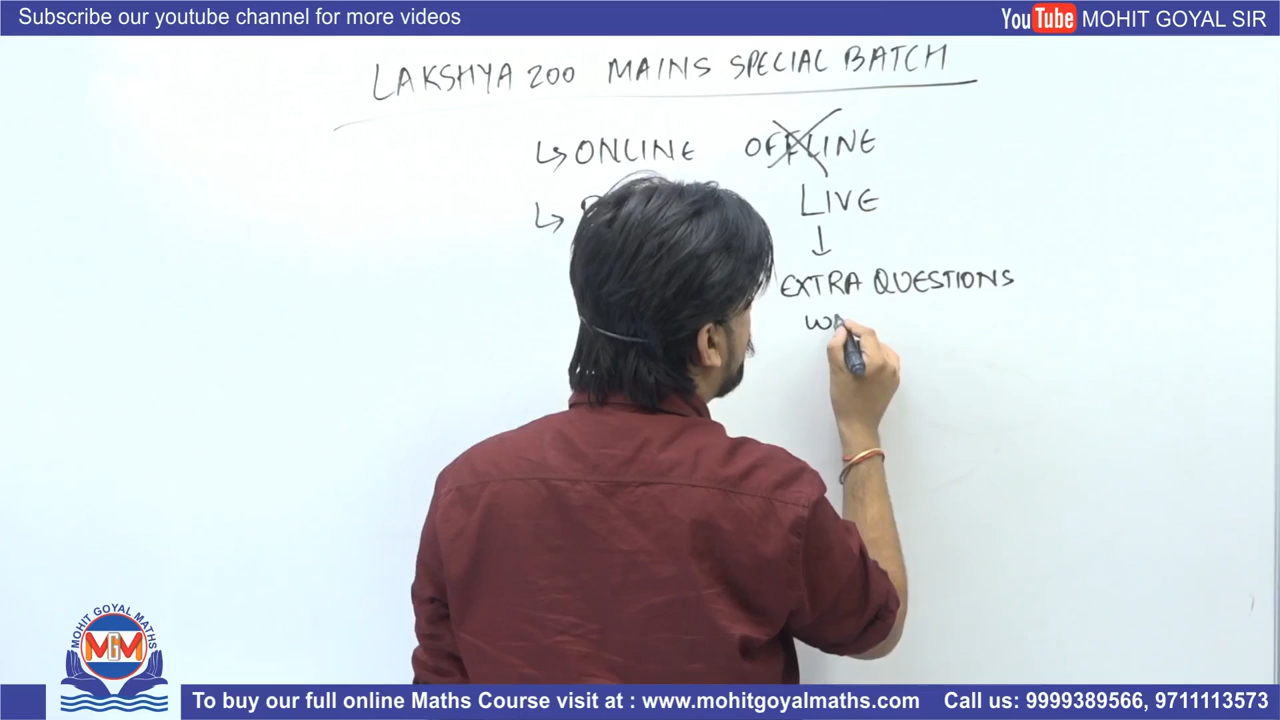 Subscribe our youtube channel for more videos
YouTube MOHIT GOYAL SIR
LAKSHYA 200 MAINS SPECIAL BATCH
↳ ONLINE OFFLINE
↳ LIVE
↓
EXTRA QUESTIONS
MOHIT GOYAL MATHS
MGM
To buy our full online Maths Course visit at : www.mohitgoyalmaths.com Call us: 9999389566, 9711113573